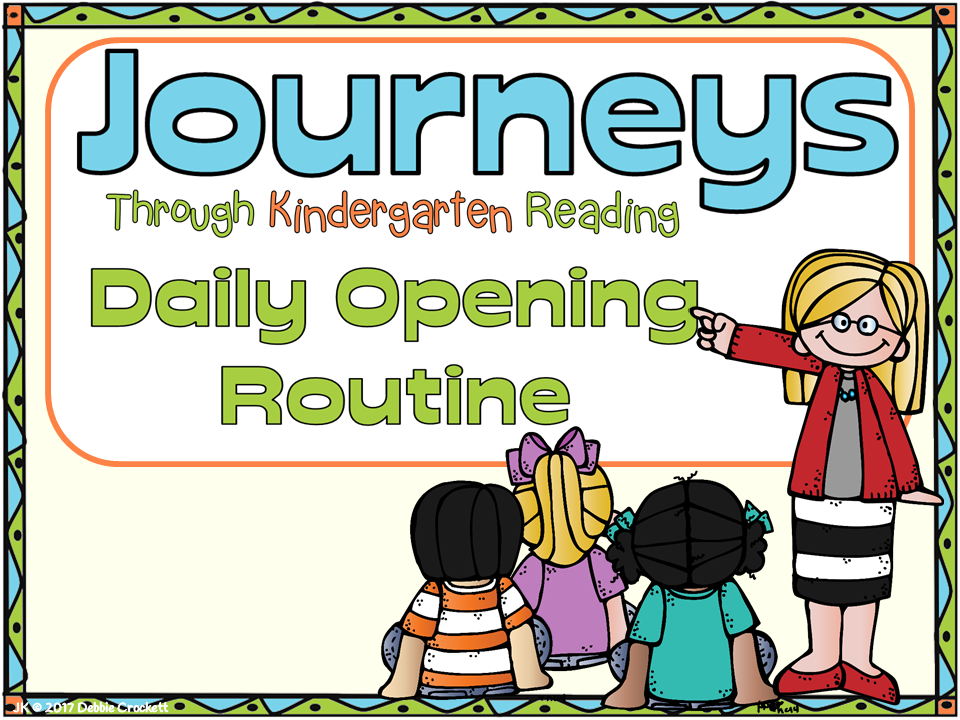 Journeys
Through Kindergarten Reading
Daily Opening
Routine
JK © 2017 Debbie Crockett